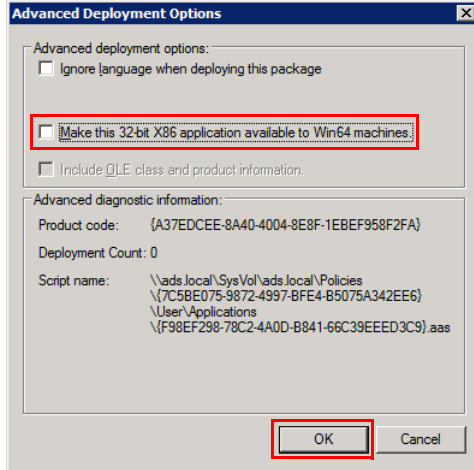 Advanced Deployment Options
Advanced deployment options:
Ignore language when deploying this package
Make this 32-bit X86 application available to Win64 machines.
Include OLE class and product information.
Advanced diagnostic information:
Product code: {A37EDCEE-8A40-4004-8E8F-1EBEF958F2FA}
Deployment Count: 0
Script name: \\ads.local\SysVol\ads.local\Policies
\{7C5BE075-9872-4997-BFE4-B5075A342EE6}
\User\Applications
\{F98EF298-78C2-4A0D-B841-66C39EEED3C9}.aas
OK Cancel